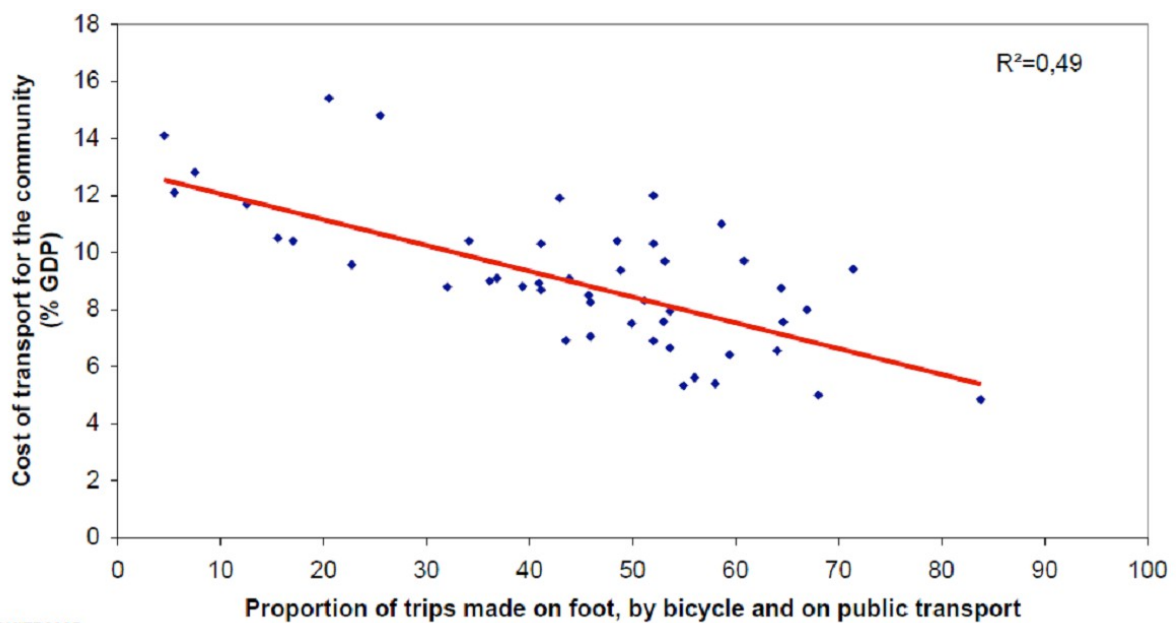 18
16
14
12
10
8
6
4
2
0
Cost of transport for the community
(% GDP)
R²=0,49
0 10 20 30 40 50 60 70 80 90 100
Proportion of trips made on foot, by bicycle and on public transport